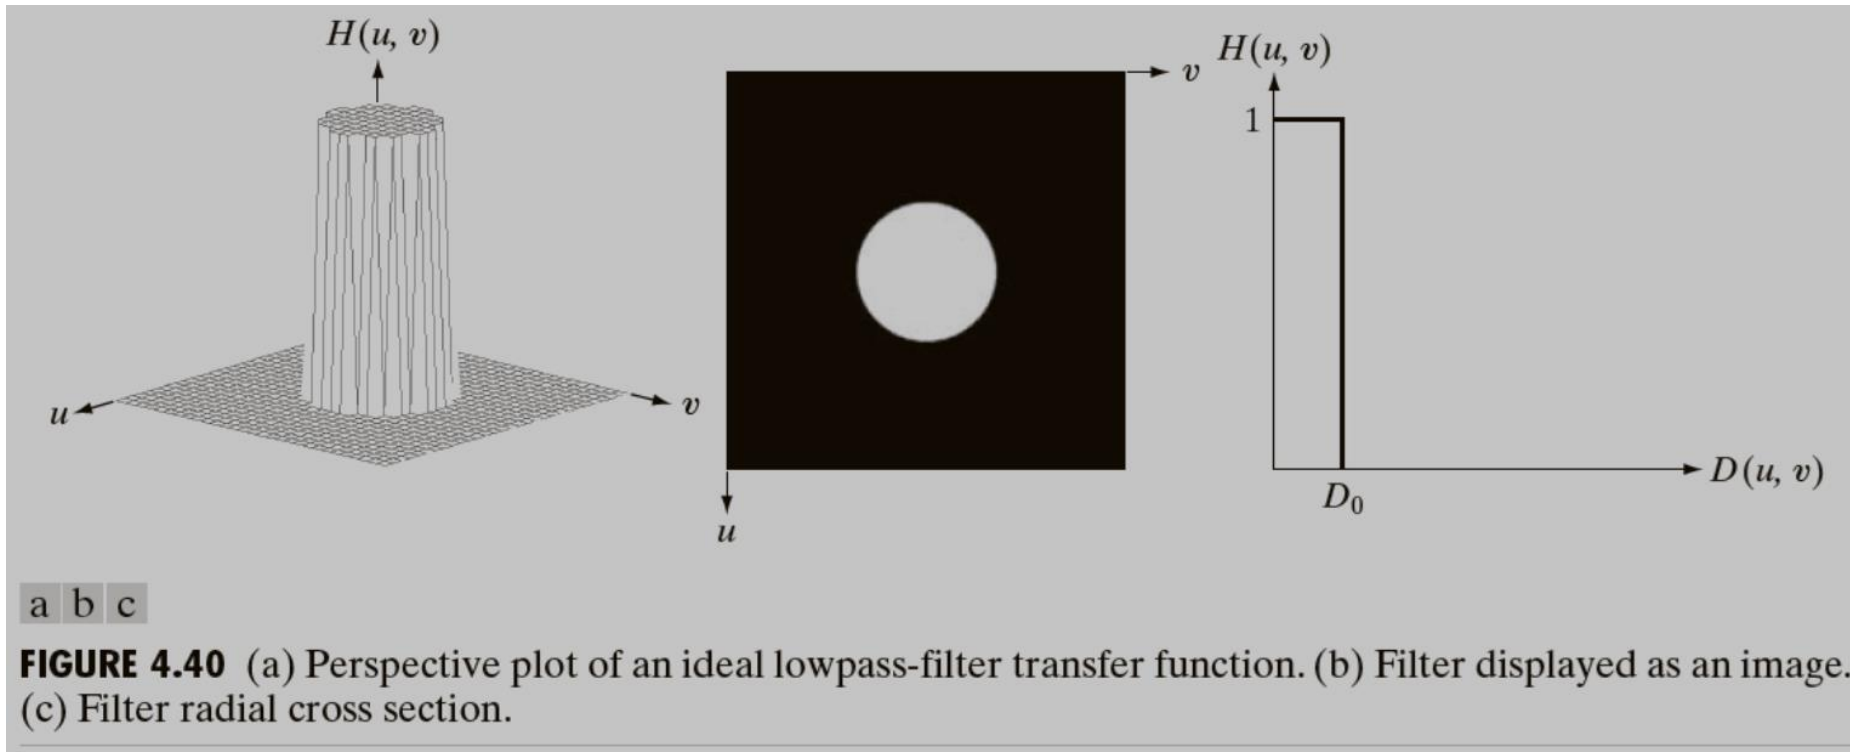 H(u, v)
u
v
v
u
H(u, v)
1
D₀
D(u, v)
a b c
FIGURE 4.40 (a) Perspective plot of an ideal lowpass-filter transfer function. (b) Filter displayed as an image.
(c) Filter radial cross section.